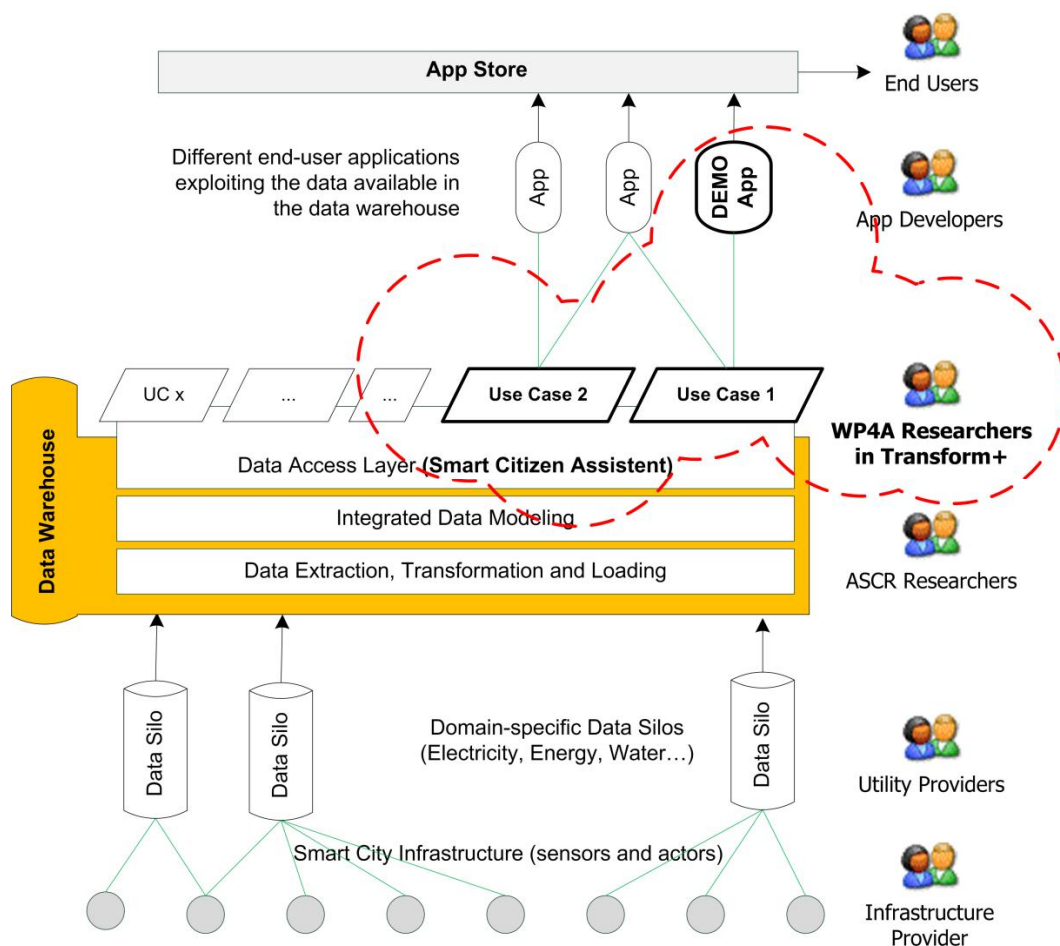 App Store
End Users
Different end-user applications
exploiting the data available in
the data warehouse
App
App
DEMO
App
App Developers
UC x
...
...
Use Case 2
Use Case 1
WP4A Researchers
in Transform+
Data Warehouse
Data Access Layer (Smart Citizen Assistent)
Integrated Data Modeling
Data Extraction, Transformation and Loading
ASCR Researchers
Data Silo
Data Silo
Domain-specific Data Silos
(Electricity, Energy, Water…)
Data Silo
Utility Providers
Smart City Infrastructure (sensors and actors)
Infrastructure
Provider